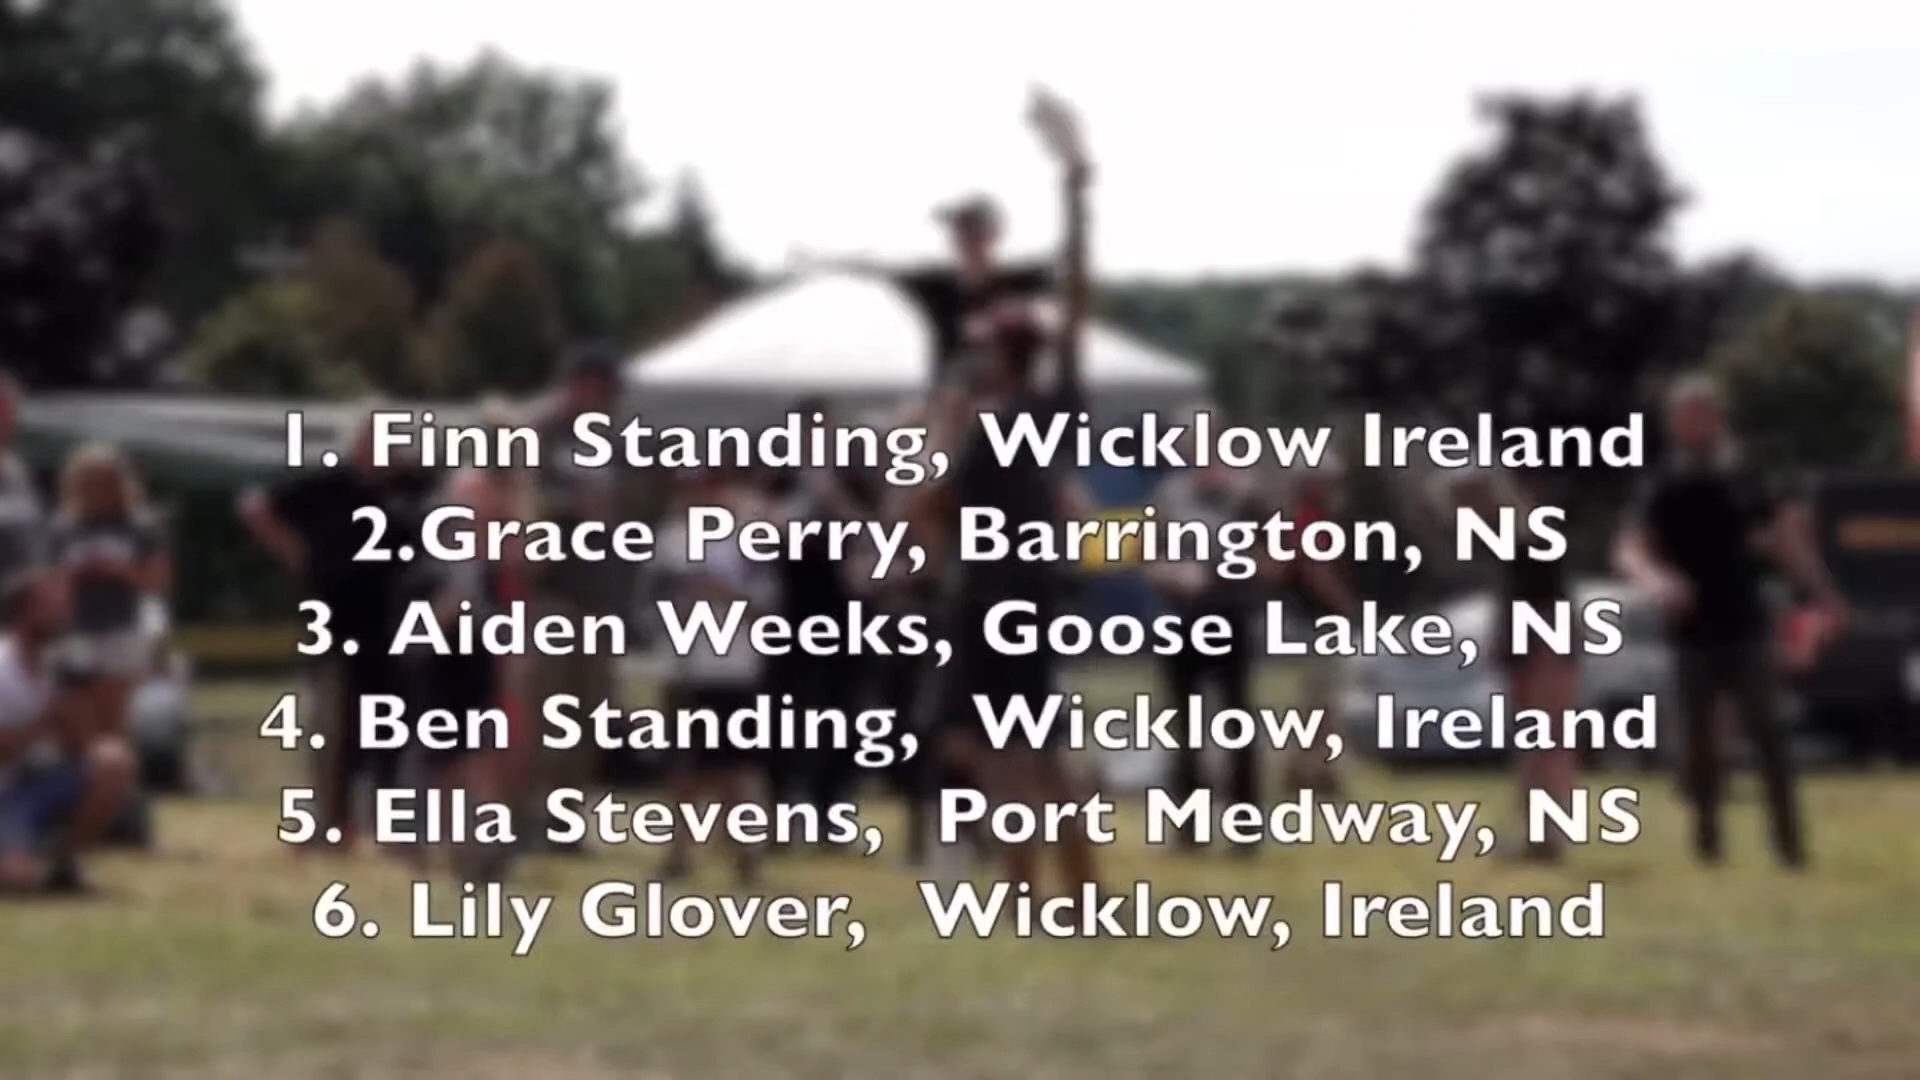 1. Finn Standing, Wicklow Ireland
2.Grace Perry, Barrington, NS
3. Aiden Weeks, Goose Lake, NS
4. Ben Standing, Wicklow, Ireland
5. Ella Stevens, Port Medway, NS
6. Lily Glover, Wicklow, Ireland